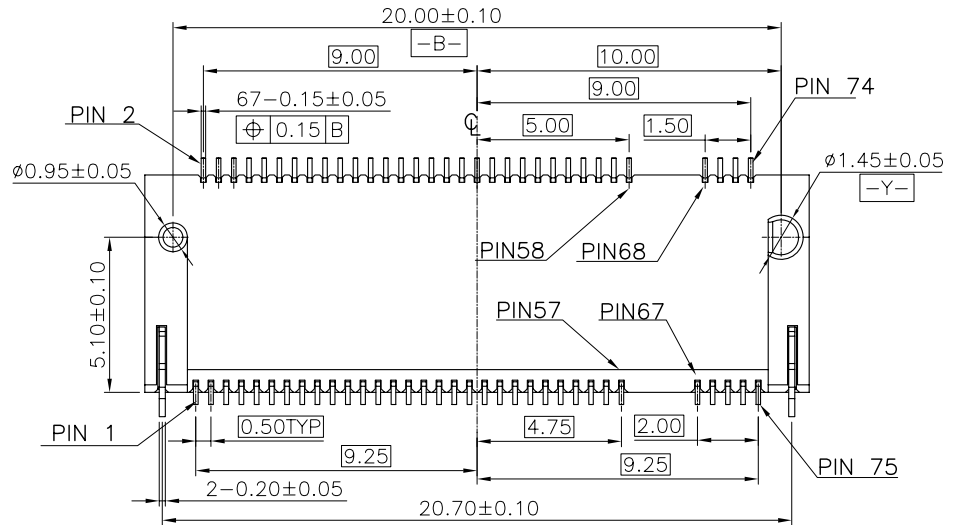 20.00±0.10
-B-
9.00
10.00
67-0.15±0.05
9.00
PIN 74
PIN 2
⌖ 0.15 B
℄
5.00
1.50
ø0.95±0.05
ø1.45±0.05
-Y-
PIN58
PIN68
5.10±0.10
PIN57
PIN67
PIN 1
0.50TYP
4.75
2.00
9.25
9.25
PIN 75
2-0.20±0.05
20.70±0.10